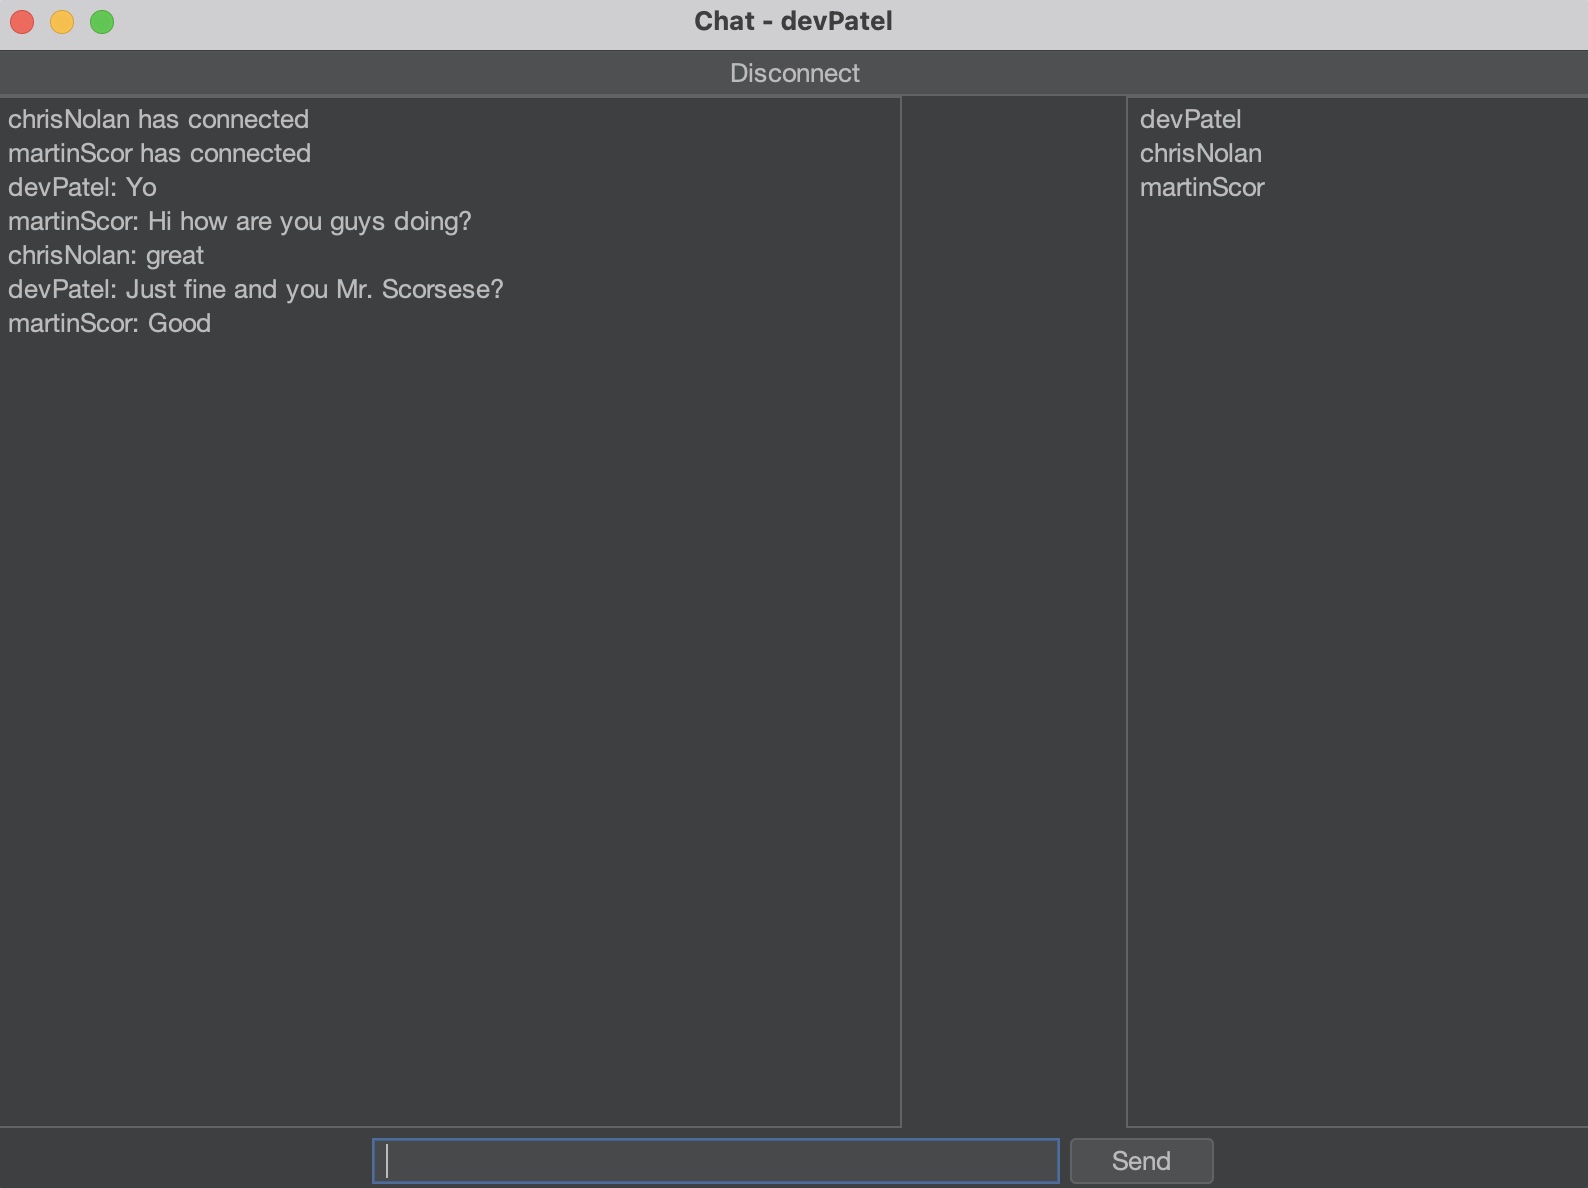 Chat - devPatel
Disconnect
chrisNolan has connected
martinScor has connected
devPatel: Yo
martinScor: Hi how are you guys doing?
chrisNolan: great
devPatel: Just fine and you Mr. Scorsese?
martinScor: Good
devPatel
chrisNolan
martinScor
Send